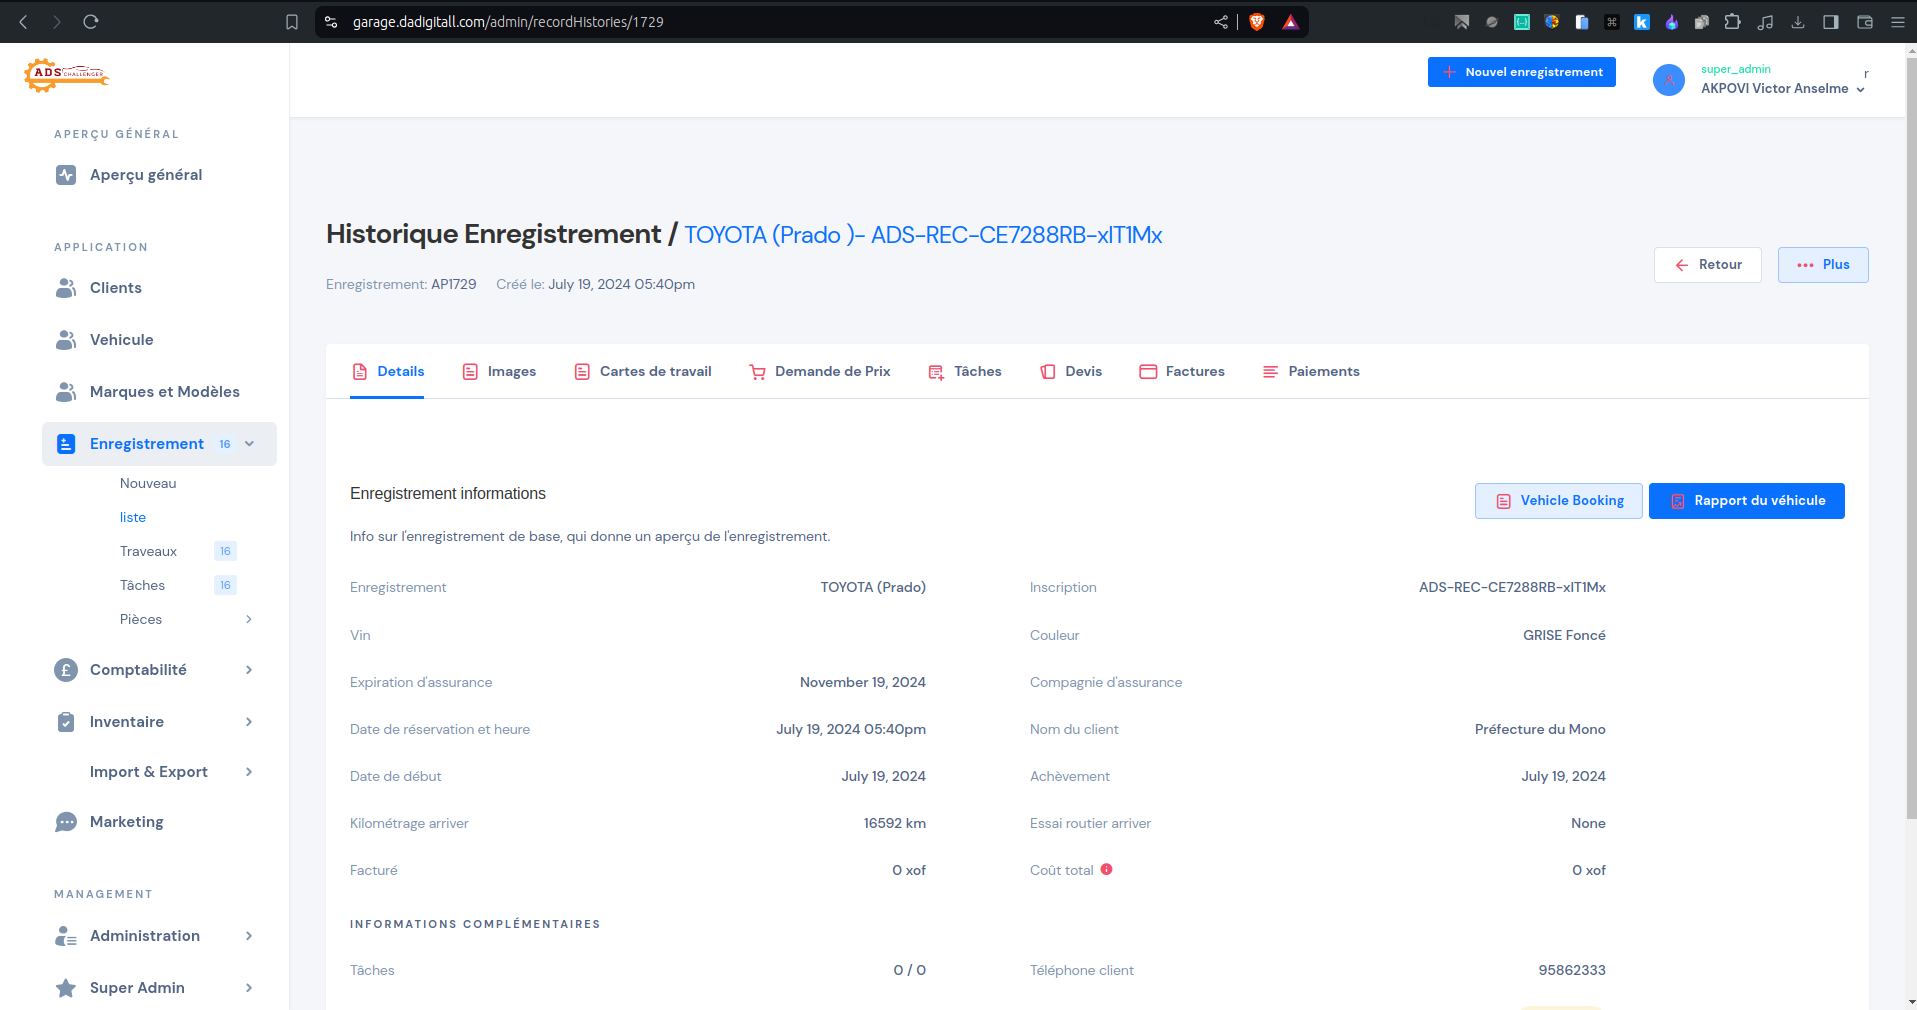 garage.dadigitall.com/admin/recordHistories/1729
ADS CHALLENGER
Nouvel enregistrement
super_admin
r
AKPOVI Victor Anselme
APERÇU GÉNÉRAL
Aperçu général
APPLICATION
Clients
Vehicule
Marques et Modèles
Enregistrement 16
Nouveau
liste
Traveaux 16
Tâches 16
Pièces
Comptabilité
Inventaire
Import & Export
Marketing
MANAGEMENT
Administration
Super Admin
Historique Enregistrement / TOYOTA (Prado )- ADS-REC-CE7288RB-xIT1Mx
Enregistrement: AP1729 Créé le: July 19, 2024 05:40pm
Retour
Plus
Details Images Cartes de travail Demande de Prix Tâches Devis Factures Paiements
Enregistrement informations
Vehicle Booking
Rapport du véhicule
Info sur l'enregistrement de base, qui donne un aperçu de l'enregistrement.
Enregistrement TOYOTA (Prado) Inscription ADS-REC-CE7288RB-xIT1Mx
Vin Couleur GRISE Foncé
Expiration d'assurance November 19, 2024 Compagnie d'assurance
Date de réservation et heure July 19, 2024 05:40pm Nom du client Préfecture du Mono
Date de début July 19, 2024 Achèvement July 19, 2024
Kilométrage arriver 16592 km Essai routier arriver None
Facturé 0 xof Coût total 0 xof
INFORMATIONS COMPLÉMENTAIRES
Tâches 0 / 0 Téléphone client 95862333